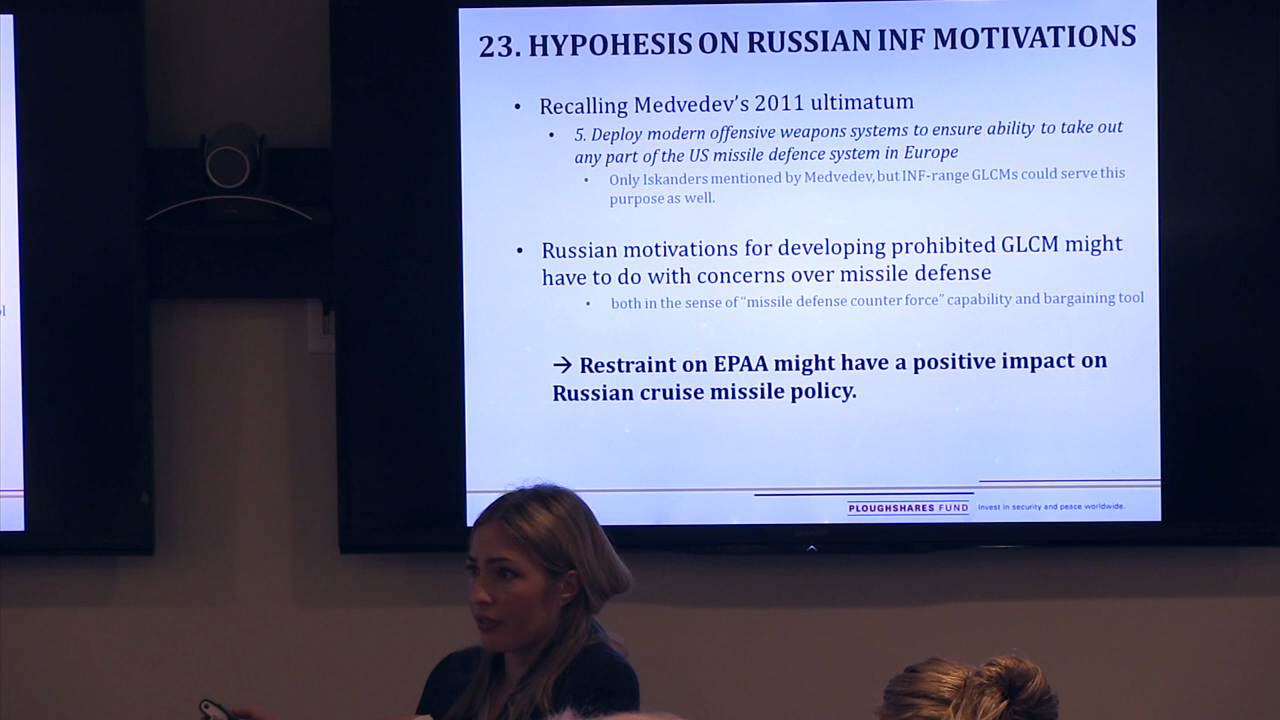 23. HYPOHESIS ON RUSSIAN INF MOTIVATIONS
• Recalling Medvedev's 2011 ultimatum
• 5. Deploy modern offensive weapons systems to ensure ability to take out
any part of the US missile defence system in Europe
• Only Iskanders mentioned by Medvedev, but INF-range GLCMs could serve this
purpose as well.
• Russian motivations for developing prohibited GLCM might
have to do with concerns over missile defense
• both in the sense of "missile defense counter force" capability and bargaining tool
→ Restraint on EPAA might have a positive impact on
Russian cruise missile policy.
PLOUGHSHARES FUND Invest in security and peace worldwide.